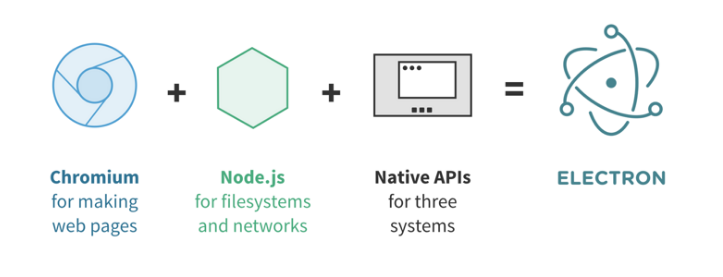 + + =
Chromium
for making
web pages
Node.js
for filesystems
and networks
Native APIs
for three
systems
ELECTRON